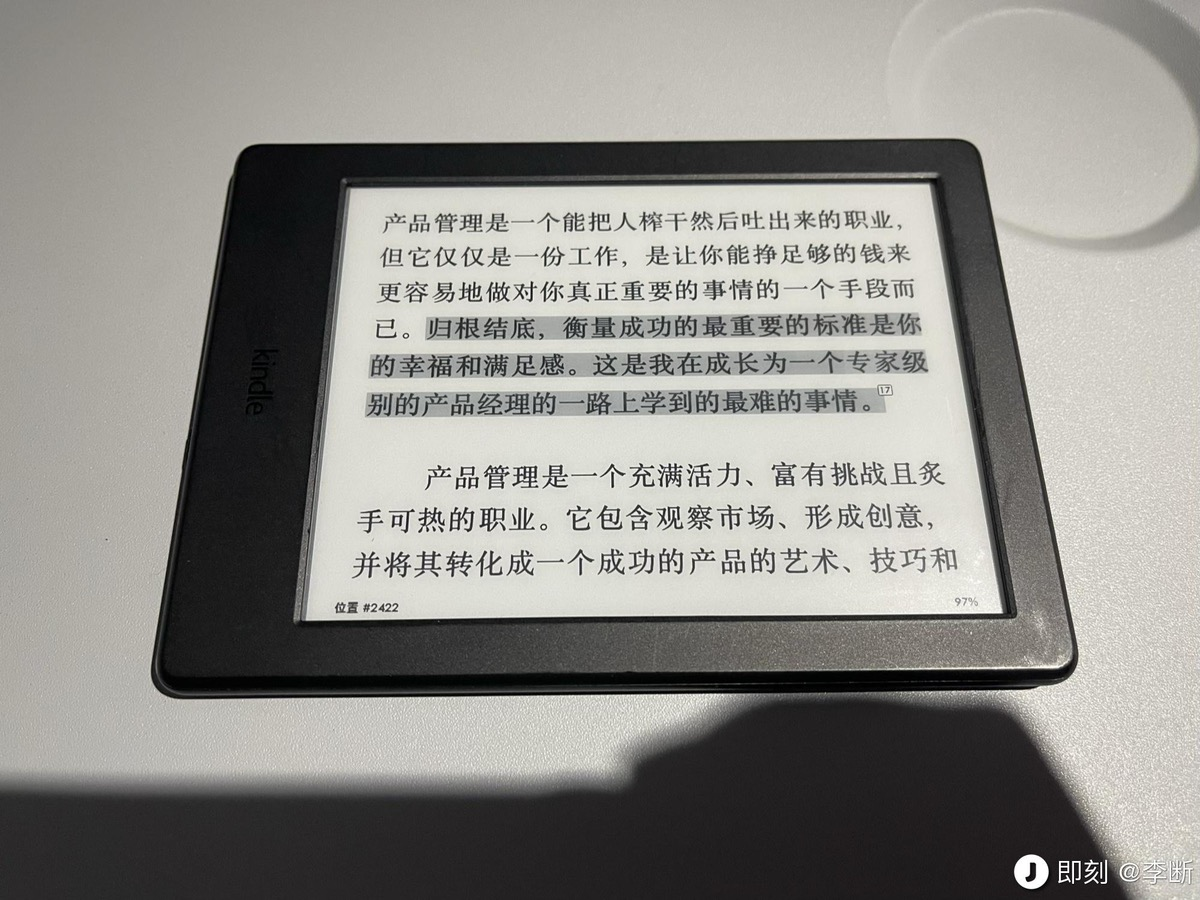 kindle
产品管理是一个能把人榨干然后吐出来的职业，
但它仅仅是一份工作，是让你能挣足够的钱来
更容易地做对你真正重要的事情的一个手段而
已。归根结底，衡量成功的最重要的标准是你
的幸福和满足感。这是我在成长为一个专家级
别的产品经理的一路上学到的最难的事情。17
产品管理是一个充满活力、富有挑战且炙
手可热的职业。它包含观察市场、形成创意，
并将其转化成一个成功的产品的艺术、技巧和
位置 #2422
97%
即刻 @李断